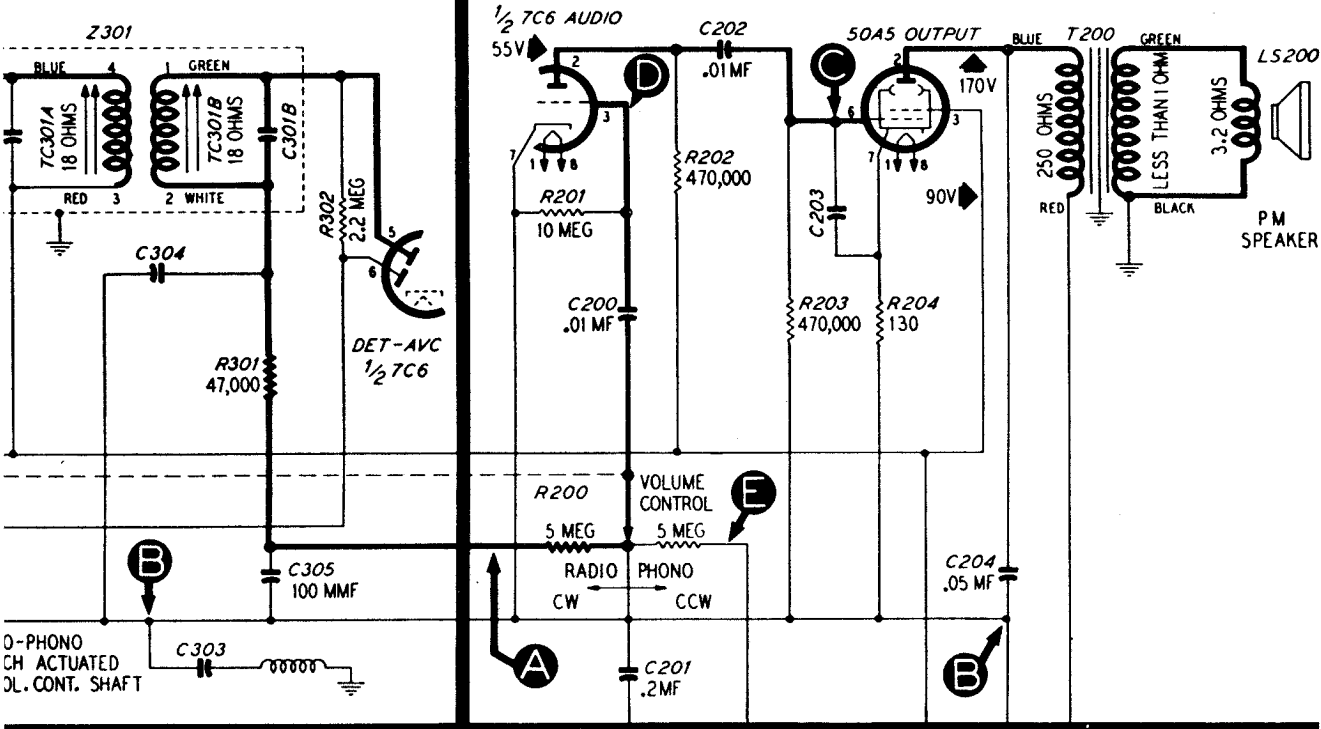 Z301
BLUE
4
1
GREEN
TC301A
18 OHMS
TC301B
18 OHMS
C301B
RED
3
2
WHITE
R302
2.2 MEG
5
6
C304
R301
47,000
DET-AVC
1/2 7C6
B
C305
100 MMF
O-PHONO
CH ACTUATED
OL. CONT. SHAFT
C303
1/2 7C6 AUDIO
55V
2
D
3
7
1
8
R201
10 MEG
C200
.01 MF
C202
.01MF
R202
470,000
C
50A5 OUTPUT
2
170V
6
3
7
1
8
90V
C203
R203
470,000
R204
130
BLUE
T200
GREEN
LS200
250 OHMS
LESS THAN 1 OHM
3.2 OHMS
RED
BLACK
PM
SPEAKER
R200
VOLUME
CONTROL
E
5 MEG
5 MEG
RADIO
PHONO
CW
CCW
A
C201
.2MF
C204
.05 MF
B